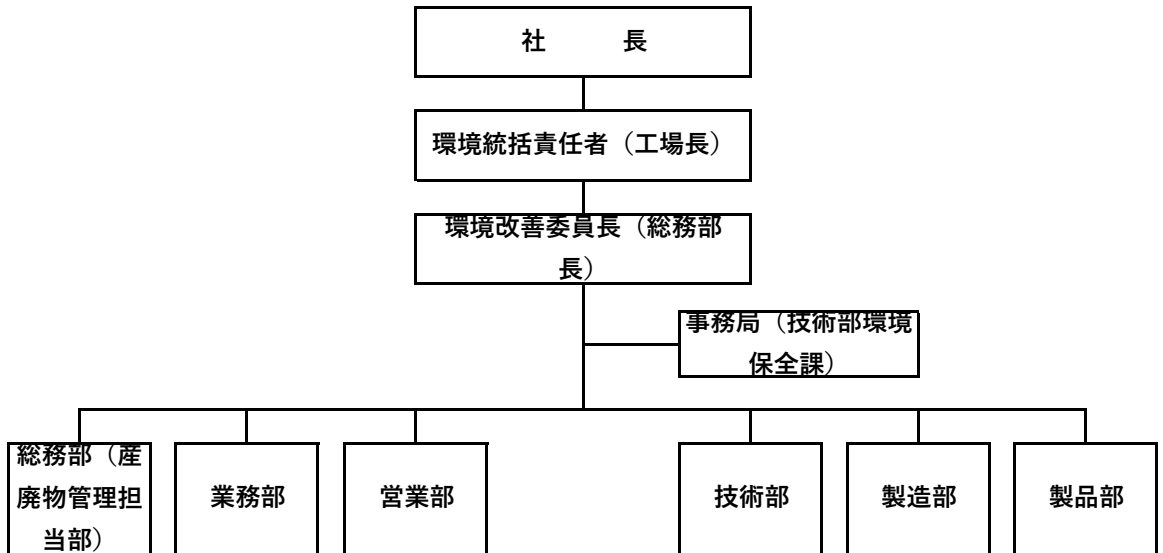 社　　　長
環境統括責任者（工場長）
環境改善委員長（総務部
長）
事務局（技術部環境
保全課）
総務部（産
廃物管理担
当部）
業務部
営業部
技術部
製造部
製品部